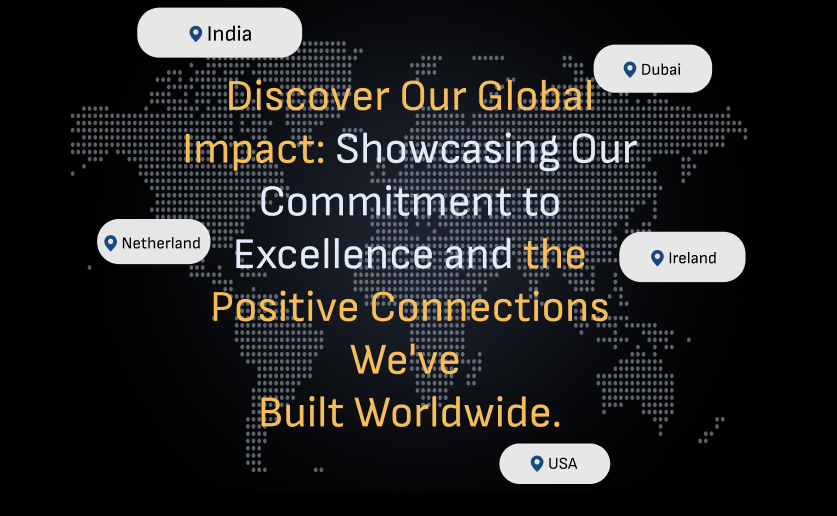 India
Dubai
Discover Our Global
Impact: Showcasing Our
Commitment to
Netherland
Excellence and the
Ireland
Positive Connections
We've
Built Worldwide.
USA